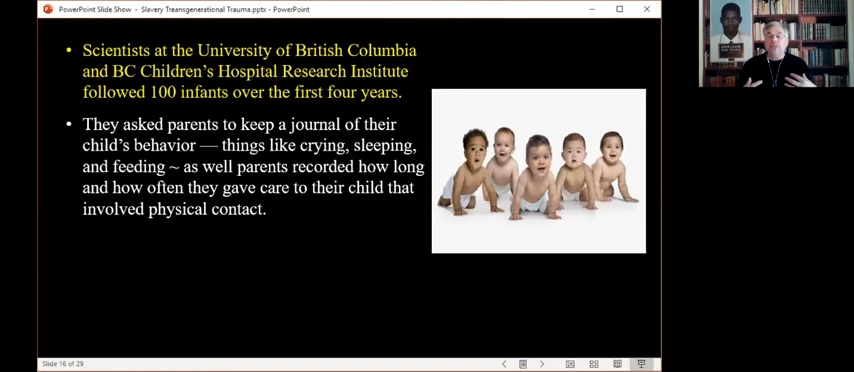 PowerPoint Slide Show - Slavery Treansgenerational Trauma.pptx - PowerPoint
• Scientists at the University of British Columbia
and BC Children's Hospital Research Institute
followed 100 infants over the first four years.
• They asked parents to keep a journal of their
child's behavior — things like crying, sleeping,
and feeding ~ as well parents recorded how long
and how often they gave care to their child that
involved physical contact.
Slide 16 of 29